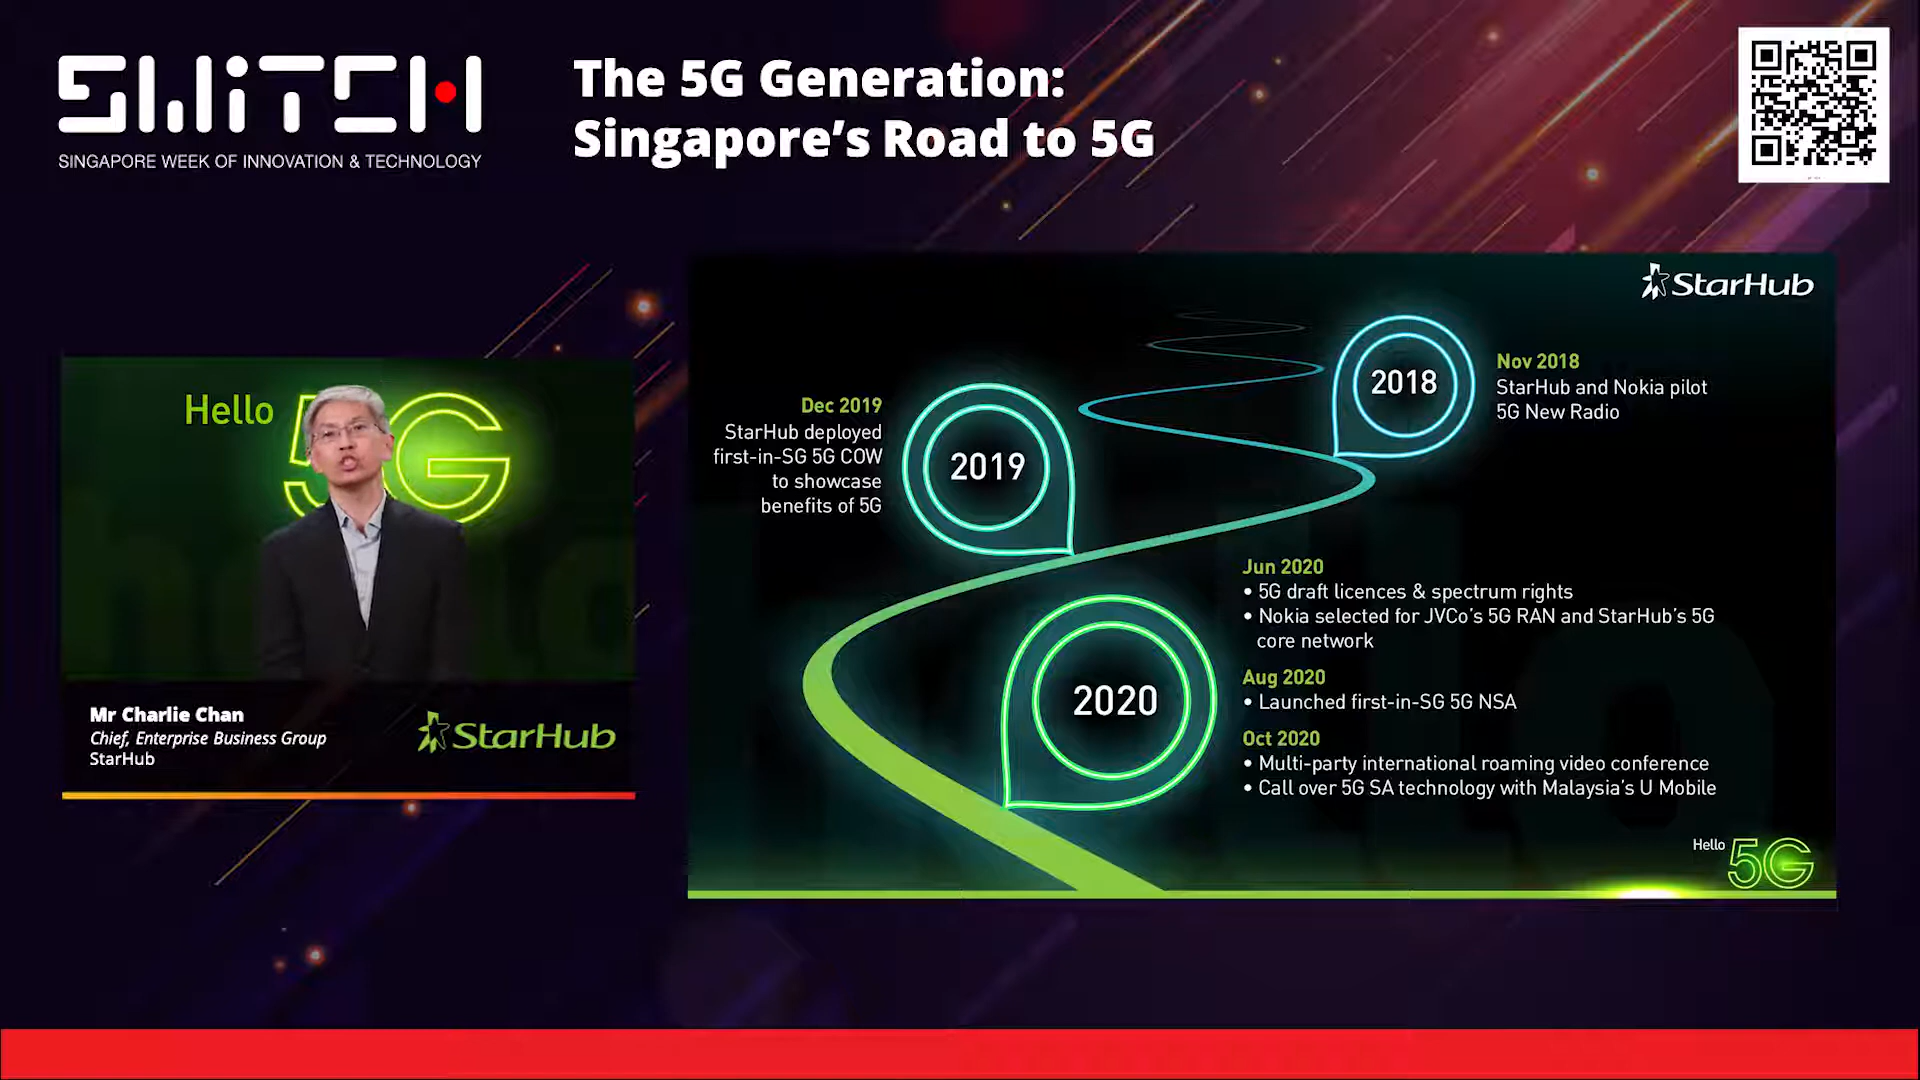 SWITCH
SINGAPORE WEEK OF INNOVATION & TECHNOLOGY
The 5G Generation:
Singapore’s Road to 5G
Hello
5G
Mr Charlie Chan
Chief, Enterprise Business Group
StarHub
StarHub
StarHub
2018
Nov 2018
StarHub and Nokia pilot
5G New Radio
Dec 2019
StarHub deployed
first-in-SG 5G COW
to showcase
benefits of 5G
2019
2020
Jun 2020
• 5G draft licences & spectrum rights
• Nokia selected for JVCo’s 5G RAN and StarHub’s 5G
core network
Aug 2020
• Launched first-in-SG 5G NSA
Oct 2020
• Multi-party international roaming video conference
• Call over 5G SA technology with Malaysia’s U Mobile
Hello 5G